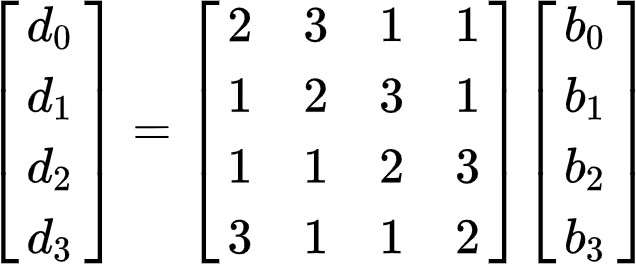 d₀ = 2 3 1 1 b₀
d₁ 1 2 3 1 b₁
d₂ 1 1 2 3 b₂
d₃ 3 1 1 2 b₃